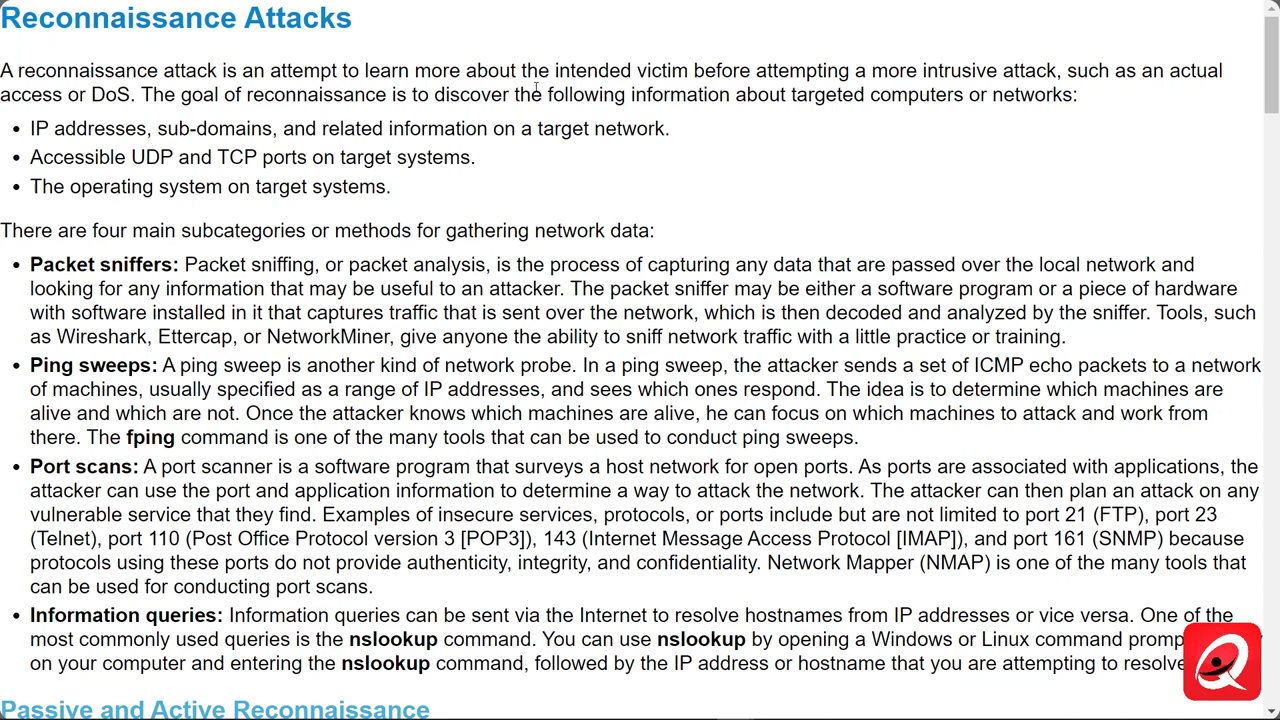 Reconnaissance Attacks
A reconnaissance attack is an attempt to learn more about the intended victim before attempting a more intrusive attack, such as an actual
access or DoS. The goal of reconnaissance is to discover the following information about targeted computers or networks:
• IP addresses, sub-domains, and related information on a target network.
• Accessible UDP and TCP ports on target systems.
• The operating system on target systems.
There are four main subcategories or methods for gathering network data:
• Packet sniffers: Packet sniffing, or packet analysis, is the process of capturing any data that are passed over the local network and
looking for any information that may be useful to an attacker. The packet sniffer may be either a software program or a piece of hardware
with software installed in it that captures traffic that is sent over the network, which is then decoded and analyzed by the sniffer. Tools, such
as Wireshark, Ettercap, or NetworkMiner, give anyone the ability to sniff network traffic with a little practice or training.
• Ping sweeps: A ping sweep is another kind of network probe. In a ping sweep, the attacker sends a set of ICMP echo packets to a network
of machines, usually specified as a range of IP addresses, and sees which ones respond. The idea is to determine which machines are
alive and which are not. Once the attacker knows which machines are alive, he can focus on which machines to attack and work from
there. The fping command is one of the many tools that can be used to conduct ping sweeps.
• Port scans: A port scanner is a software program that surveys a host network for open ports. As ports are associated with applications, the
attacker can use the port and application information to determine a way to attack the network. The attacker can then plan an attack on any
vulnerable service that they find. Examples of insecure services, protocols, or ports include but are not limited to port 21 (FTP), port 23
(Telnet), port 110 (Post Office Protocol version 3 [POP3]), 143 (Internet Message Access Protocol [IMAP]), and port 161 (SNMP) because
protocols using these ports do not provide authenticity, integrity, and confidentiality. Network Mapper (NMAP) is one of the many tools that
can be used for conducting port scans.
• Information queries: Information queries can be sent via the Internet to resolve hostnames from IP addresses or vice versa. One of the
most commonly used queries is the nslookup command. You can use nslookup by opening a Windows or Linux command
on your computer and entering the nslookup command, followed by the IP address or hostname that you are attempting to resolve
Passive and Active Reconnaissance